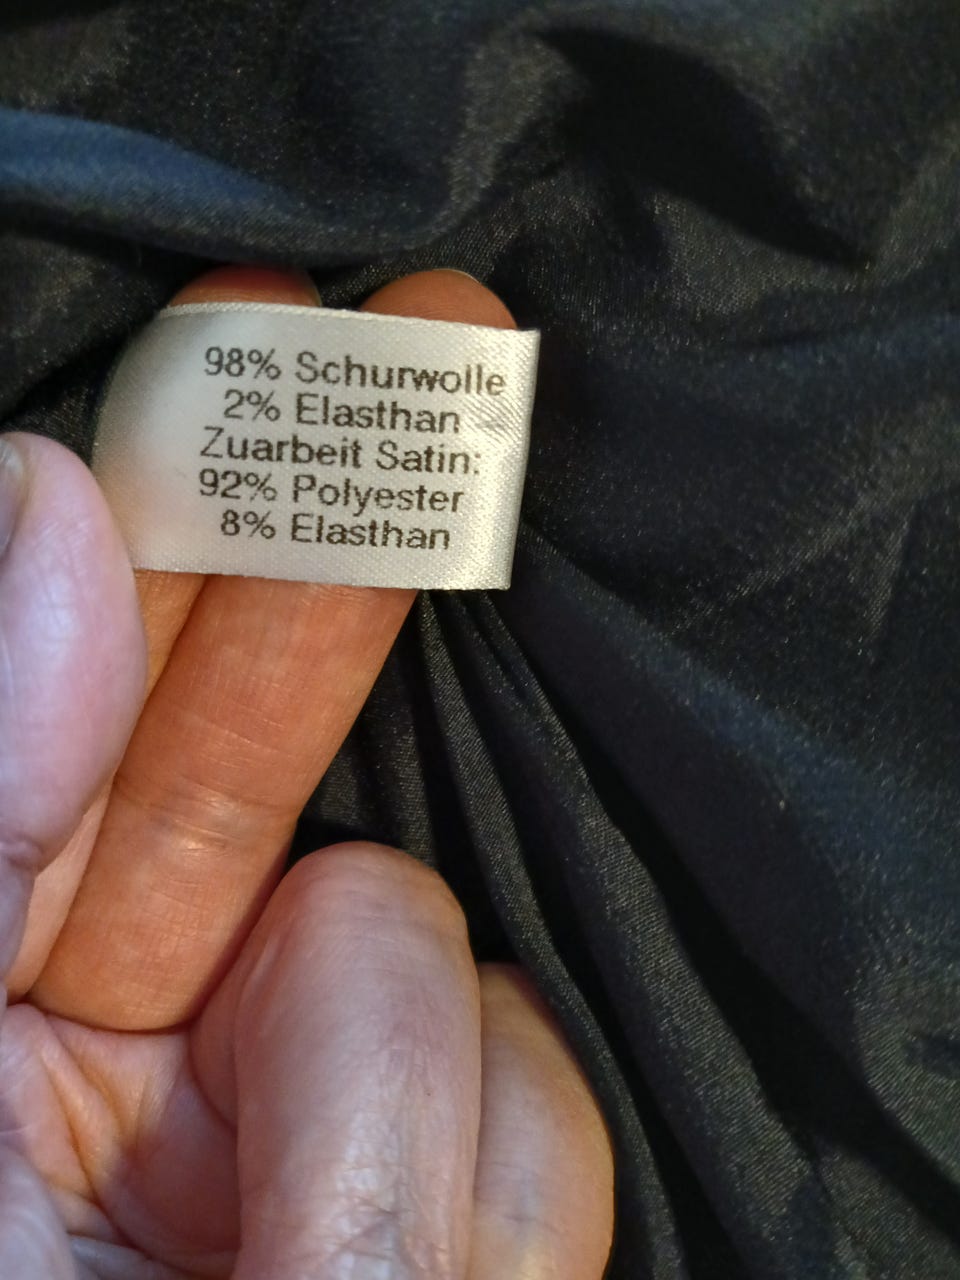 98% Schurwolle
2% Elasthan
Zuarbeit Satin:
92% Polyester
8% Elasthan